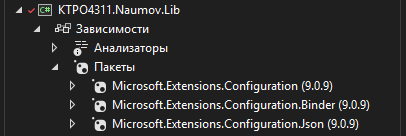 KTPO4311.Naumov.Lib
Зависимости
Анализаторы
Пакеты
Microsoft.Extensions.Configuration (9.0.9)
Microsoft.Extensions.Configuration.Binder (9.0.9)
Microsoft.Extensions.Configuration.Json (9.0.9)